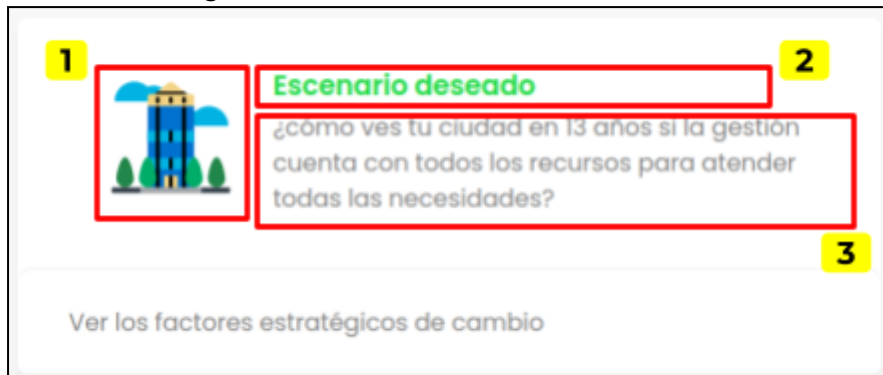 1
2
Escenario deseado
¿cómo ves tu ciudad en 13 años si la gestión
cuenta con todos los recursos para atender
todas las necesidades?
3
Ver los factores estratégicos de cambio